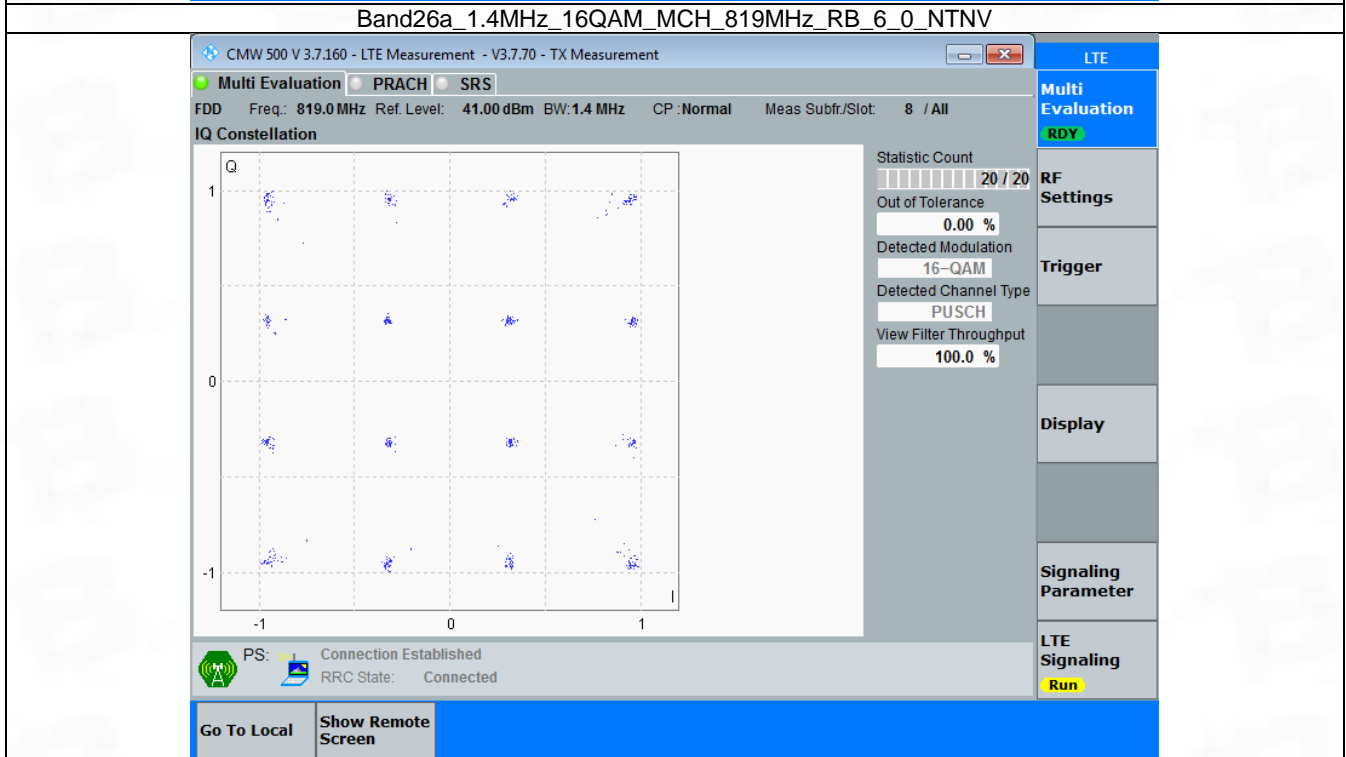 Band26a_1.4MHz_16QAM_MCH_819MHz_RB_6_0_NTNV
CMW 500 V 3.7.160 - LTE Measurement - V3.7.70 - TX Measurement
LTE
Multi Evaluation PRACH SRS
Multi Evaluation
RDY
FDD Freq.: 819.0 MHz Ref. Level: 41.00 dBm BW: 1.4 MHz CP : Normal Meas Subfr./Slot: 8 / All
IQ Constellation
Q
1
0
-1
I
-1 0 1
Statistic Count
20 / 20
Out of Tolerance
0.00 %
Detected Modulation
16-QAM
Detected Channel Type
PUSCH
View Filter Throughput
100.0 %
RF Settings
Trigger
Display
Signaling Parameter
LTE Signaling
Run
PS: Connection Established
RRC State: Connected
Go To Local
Show Remote Screen